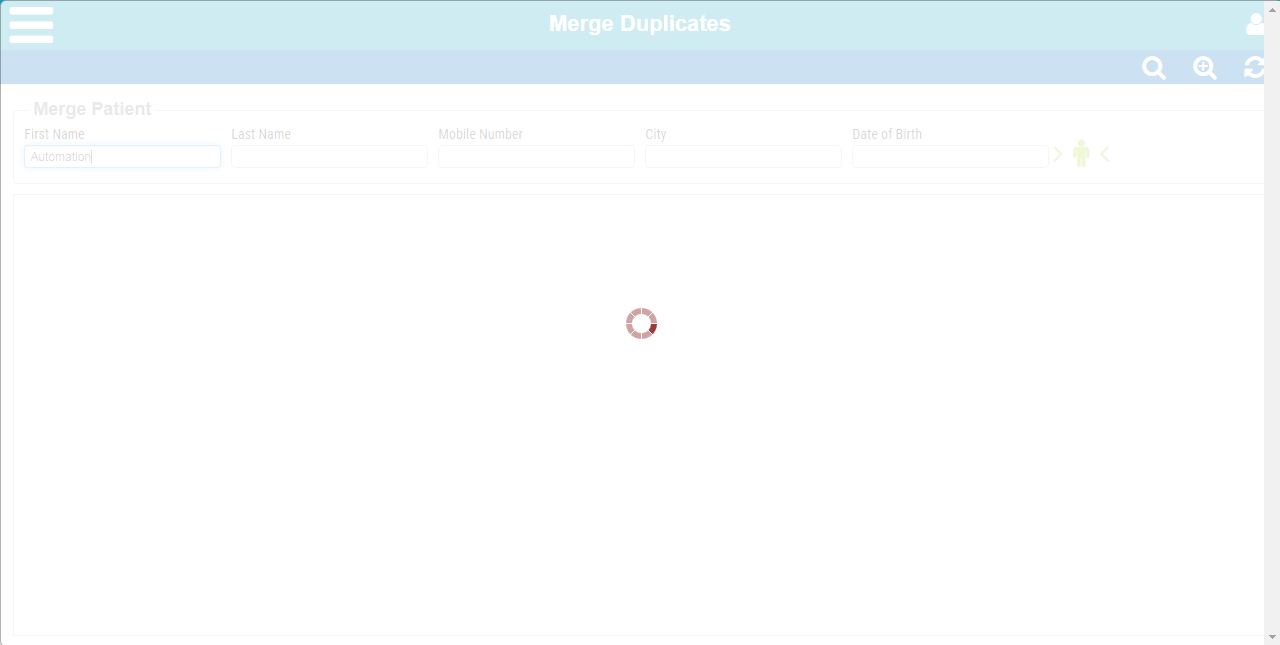 Merge Duplicates
Merge Patient
First Name
Last Name
Mobile Number
City
Date of Birth
Automation